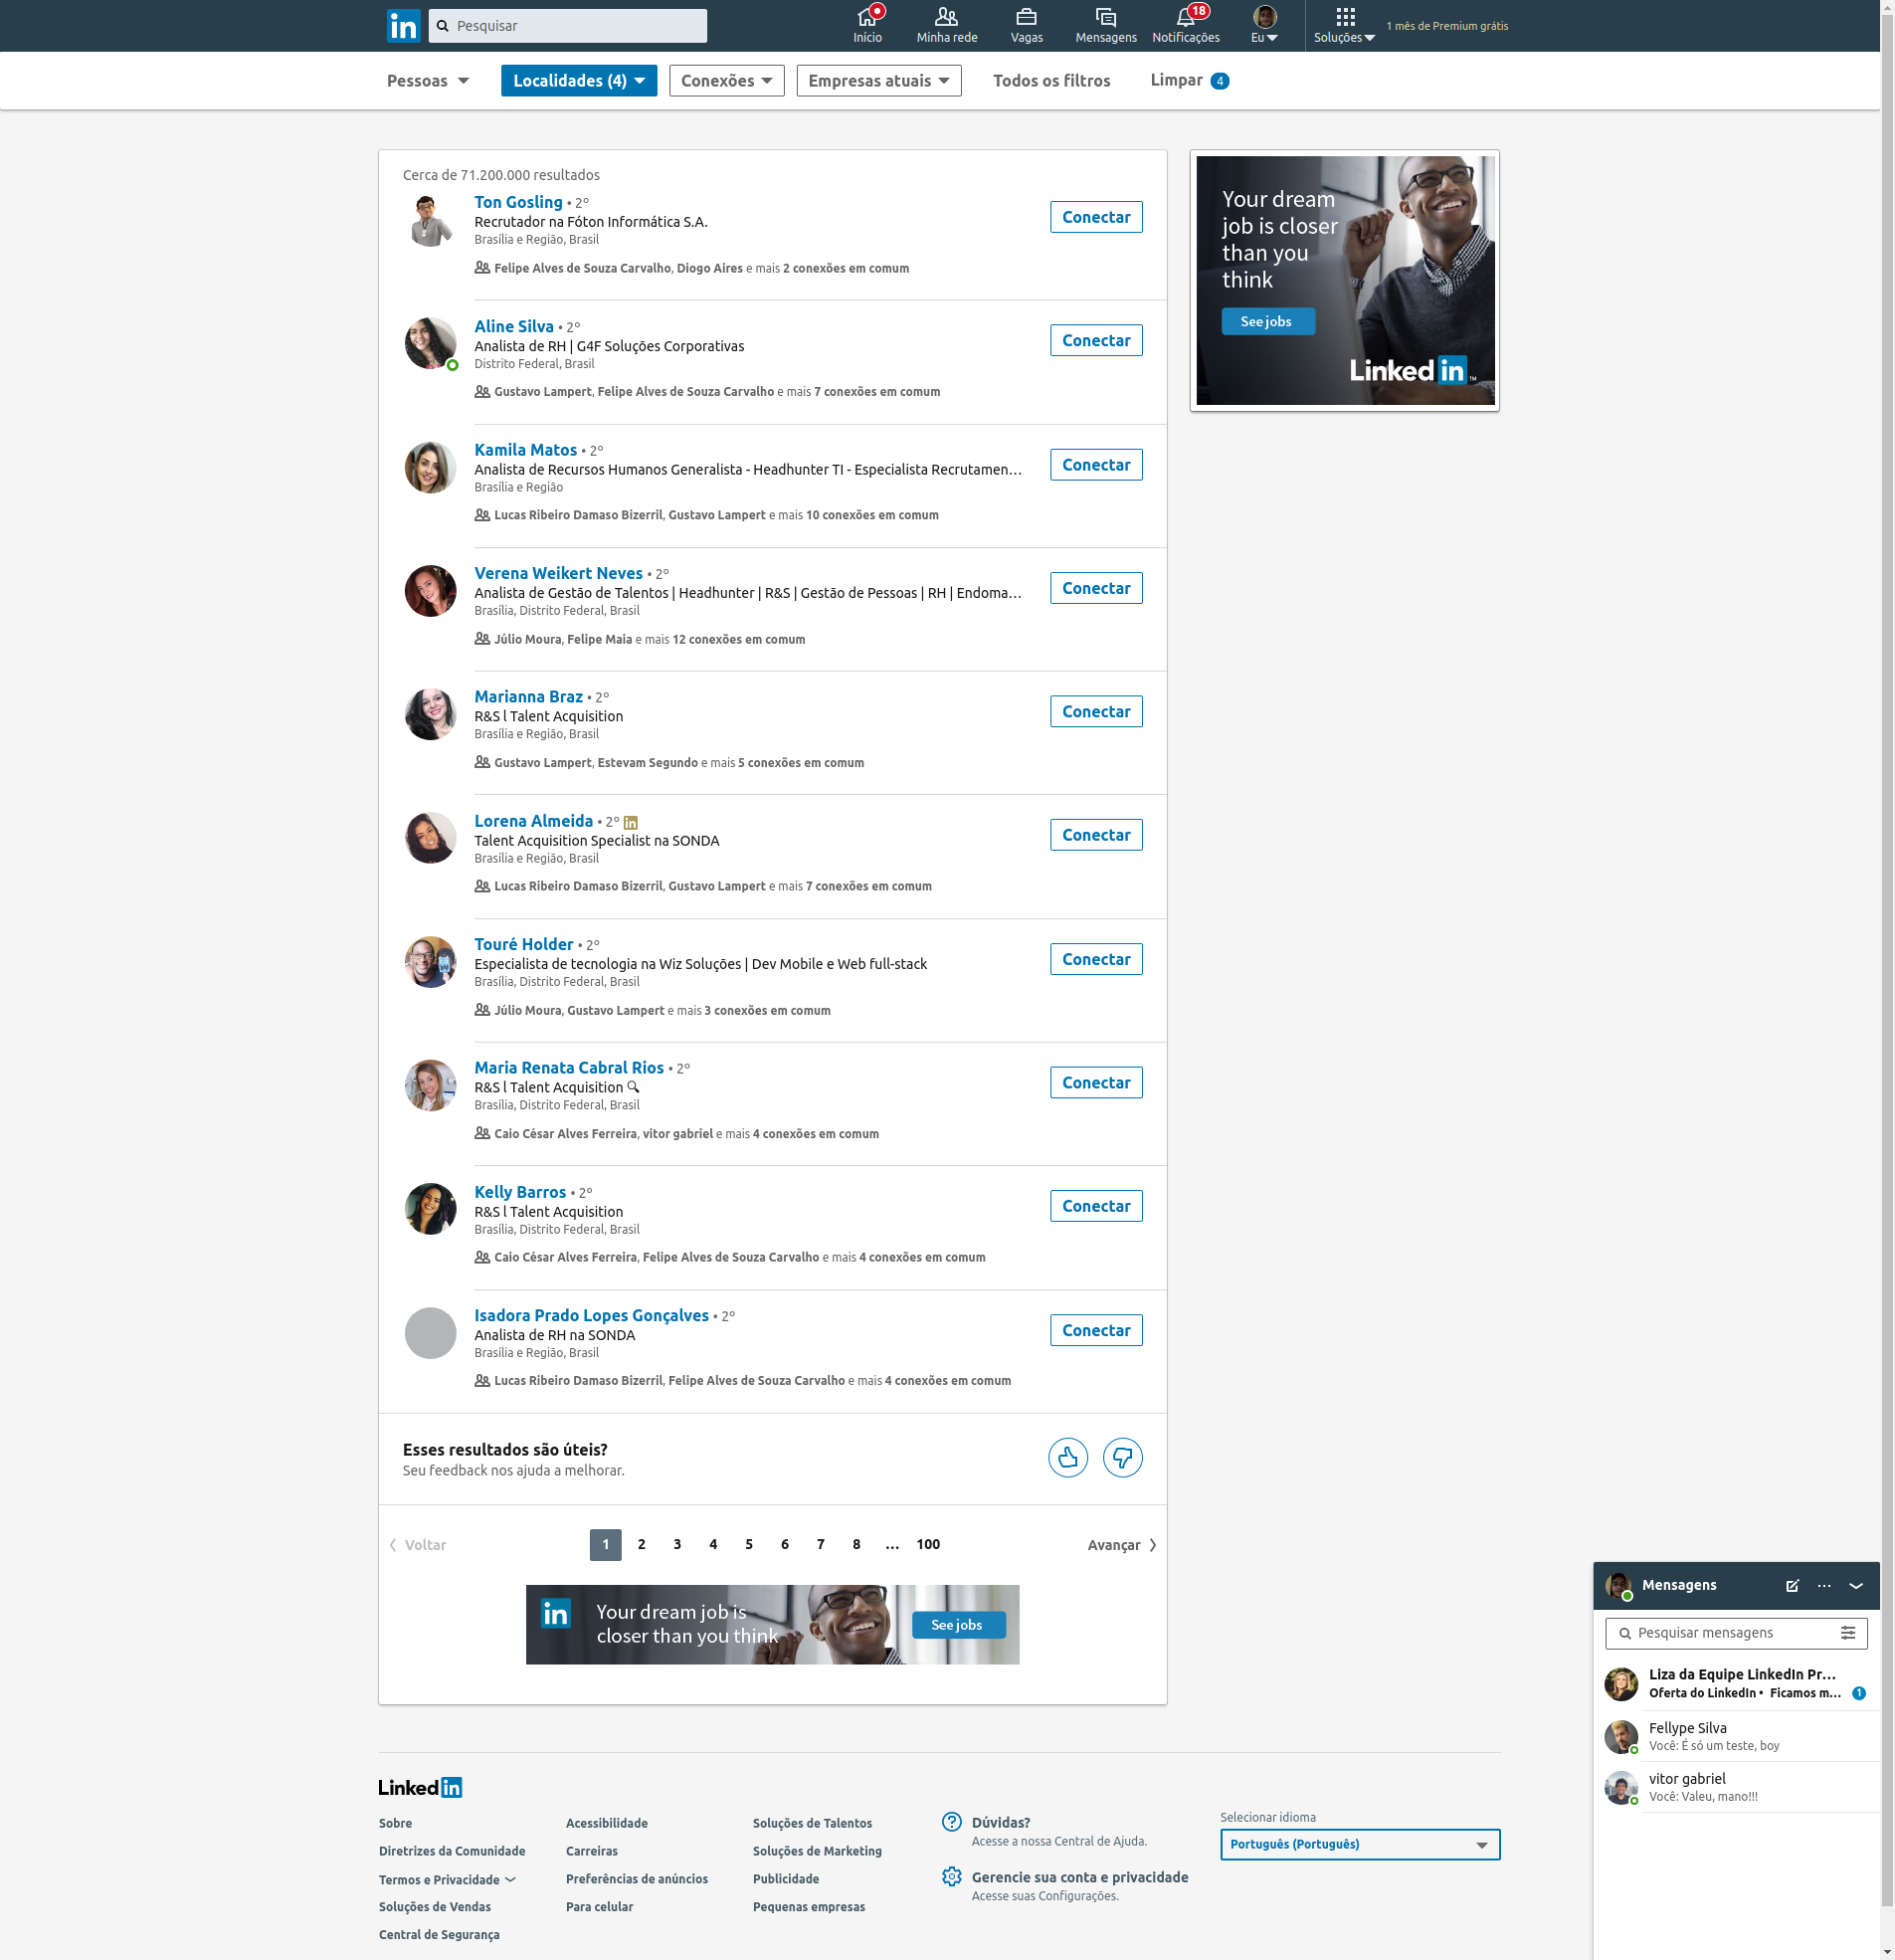 in
Pesquisar
Início
Minha rede
Vagas
Mensagens
18
Notificações
Eu
Soluções
1 mês de Premium grátis
Pessoas
Localidades (4)
Conexões
Empresas atuais
Todos os filtros
Limpar 4
Cerca de 71.200.000 resultados
Ton Gosling • 2º
Recrutador na Fóton Informática S.A.
Brasília e Região, Brasil
Felipe Alves de Souza Carvalho, Diogo Aires e mais 2 conexões em comum
Conectar
Aline Silva • 2º
Analista de RH | G4F Soluções Corporativas
Distrito Federal, Brasil
Gustavo Lampert, Felipe Alves de Souza Carvalho e mais 7 conexões em comum
Conectar
Kamila Matos • 2º
Analista de Recursos Humanos Generalista - Headhunter TI - Especialista Recrutamen...
Brasília e Região
Lucas Ribeiro Damaso Bizerril, Gustavo Lampert e mais 10 conexões em comum
Conectar
Verena Weikert Neves • 2º
Analista de Gestão de Talentos | Headhunter | R&S | Gestão de Pessoas | RH | Endoma...
Brasília, Distrito Federal, Brasil
Júlio Moura, Felipe Maia e mais 12 conexões em comum
Conectar
Marianna Braz • 2º
R&S l Talent Acquisition
Brasília e Região, Brasil
Gustavo Lampert, Estevam Segundo e mais 5 conexões em comum
Conectar
Lorena Almeida • 2º in
Talent Acquisition Specialist na SONDA
Brasília e Região, Brasil
Lucas Ribeiro Damaso Bizerril, Gustavo Lampert e mais 7 conexões em comum
Conectar
Touré Holder • 2º
Especialista de tecnologia na Wiz Soluções | Dev Mobile e Web full-stack
Brasília, Distrito Federal, Brasil
Júlio Moura, Gustavo Lampert e mais 3 conexões em comum
Conectar
Maria Renata Cabral Rios • 2º
R&S l Talent Acquisition 🔍
Brasília, Distrito Federal, Brasil
Caio César Alves Ferreira, vitor gabriel e mais 4 conexões em comum
Conectar
Kelly Barros • 2º
R&S l Talent Acquisition
Brasília, Distrito Federal, Brasil
Caio César Alves Ferreira, Felipe Alves de Souza Carvalho e mais 4 conexões em comum
Conectar
Isadora Prado Lopes Gonçalves • 2º
Analista de RH na SONDA
Brasília e Região, Brasil
Lucas Ribeiro Damaso Bizerril, Felipe Alves de Souza Carvalho e mais 4 conexões em comum
Conectar
Esses resultados são úteis?
Seu feedback nos ajuda a melhorar.
Voltar
1 2 3 4 5 6 7 8 ... 100
Avançar
in
Your dream job is
closer than you think
See jobs
Your dream
job is closer
than you
think
See jobs
Linked in ™
Linked in
Sobre
Diretrizes da Comunidade
Termos e Privacidade
Soluções de Vendas
Central de Segurança
Acessibilidade
Carreiras
Preferências de anúncios
Para celular
Soluções de Talentos
Soluções de Marketing
Publicidade
Pequenas empresas
Dúvidas?
Acesse a nossa Central de Ajuda.
Gerencie sua conta e privacidade
Acesse suas Configurações.
Selecionar idioma
Português (Português)
Mensagens
Pesquisar mensagens
Liza da Equipe LinkedIn Pr...
Oferta do LinkedIn • Ficamos m... 1
Fellype Silva
Você: É só um teste, boy
vitor gabriel
Você: Valeu, mano!!!